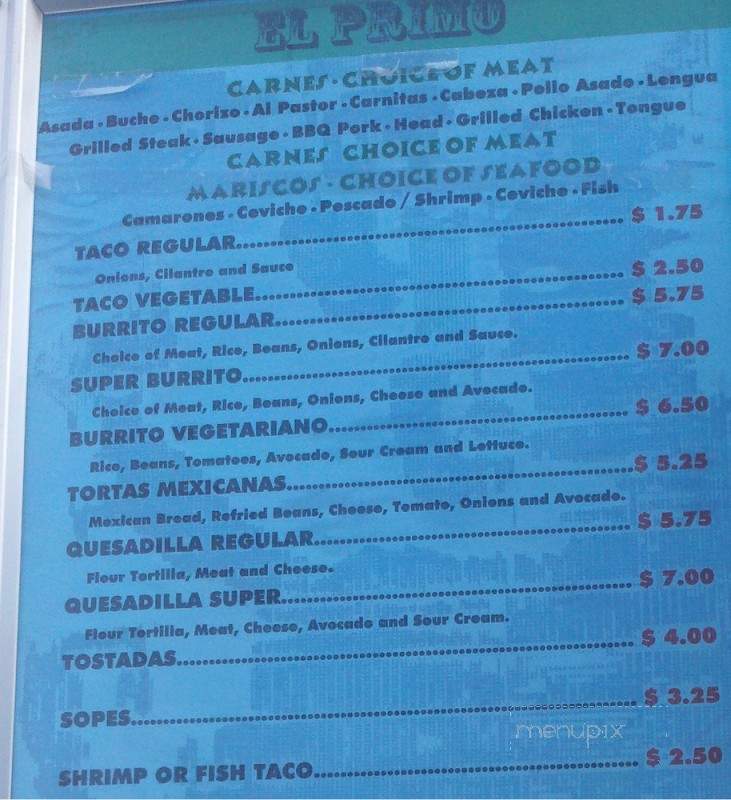 EL PRIMO
CARNES · CHOICE OF MEAT
Asada · Buche · Chorizo · Al Pastor · Carnitas · Cabeza · Pollo Asado · Lengua
Grilled Steak · Sausage · BBQ Pork · Head · Grilled Chicken · Tongue
CARNES CHOICE OF MEAT
MARISCOS · CHOICE OF SEAFOOD
Camarones · Ceviche · Pescado / Shrimp · Ceviche · Fish
TACO REGULAR........................ $ 1.75
Onions, Cilantro and Sauce
TACO VEGETABLE........................ $ 2.50
BURRITO REGULAR........................ $ 5.75
Choice of Meat, Rice, Beans, Onions, Cilantro and Sauce.
SUPER BURRITO........................ $ 7.00
Choice of Meat, Rice, Beans, Onions, Cheese and Avocado.
BURRITO VEGETARIANO........................ $ 6.50
Rice, Beans, Tomatoes, Avocado, Sour Cream and Lettuce.
TORTAS MEXICANAS........................ $ 5.25
Mexican Bread, Refried Beans, Cheese, Tomato, Onions and Avocado.
QUESADILLA REGULAR........................ $ 5.75
Flour Tortilla, Meat and Cheese.
QUESADILLA SUPER........................ $ 7.00
Flour Tortilla, Meat, Cheese, Avocado and Sour Cream.
TOSTADAS........................ $ 4.00
SOPES........................ $ 3.25
menupix
SHRIMP OR FISH TACO........................ $ 2.50